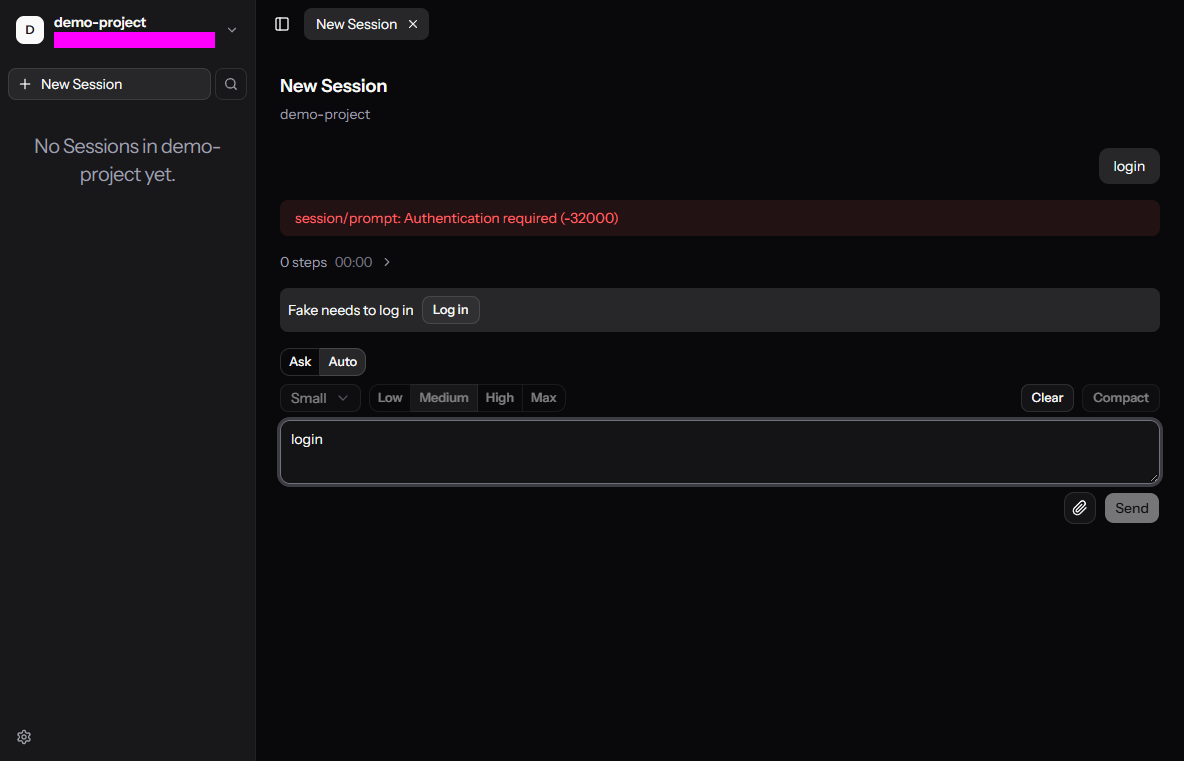 D
demo-project
New Session
No Sessions in demo-
project yet.
New Session
New Session
demo-project
login
session/prompt: Authentication required (-32000)
0 steps 00:00
Fake needs to log in Log in
Ask Auto
Small Low Medium High Max Clear Compact
login
Send